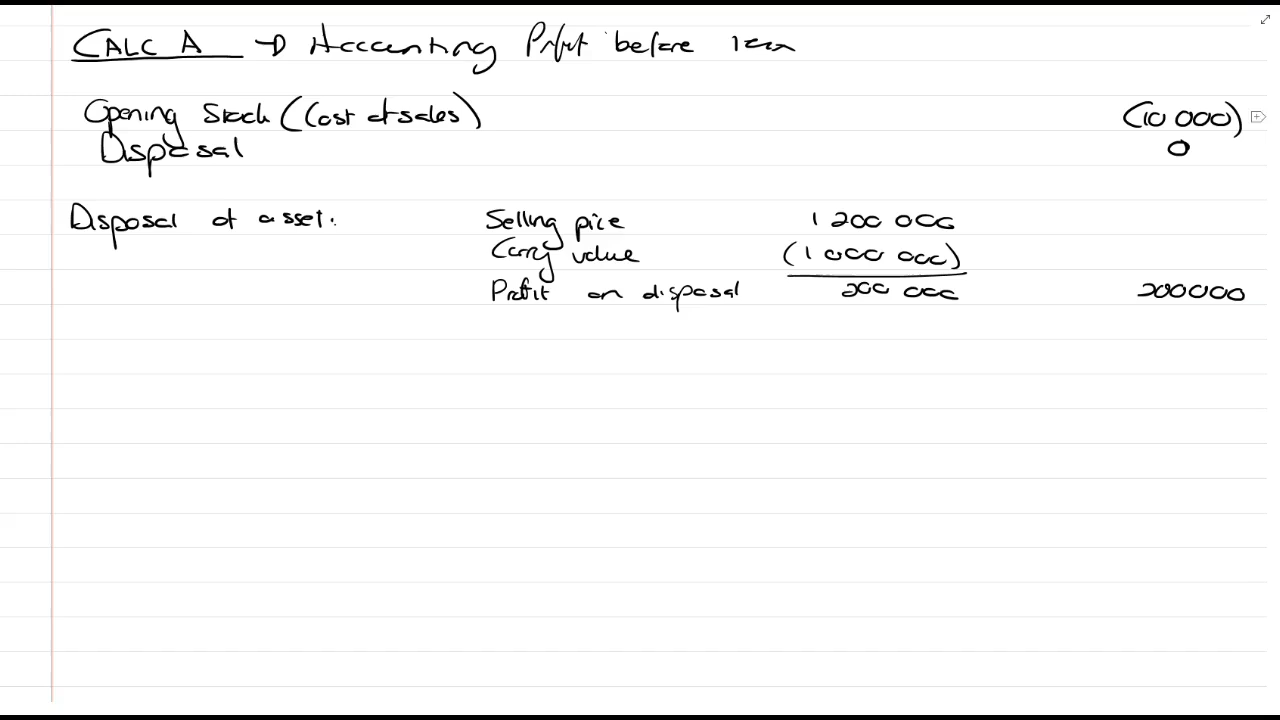 CALC A → Accounting Profit before tax
Opening Stock (Cost of sales) (10 000)
Disposal 0
Disposal of asset: Selling pice 1 200 000
Carry value (1 000 000)
Profit on disposal 200 000 200000